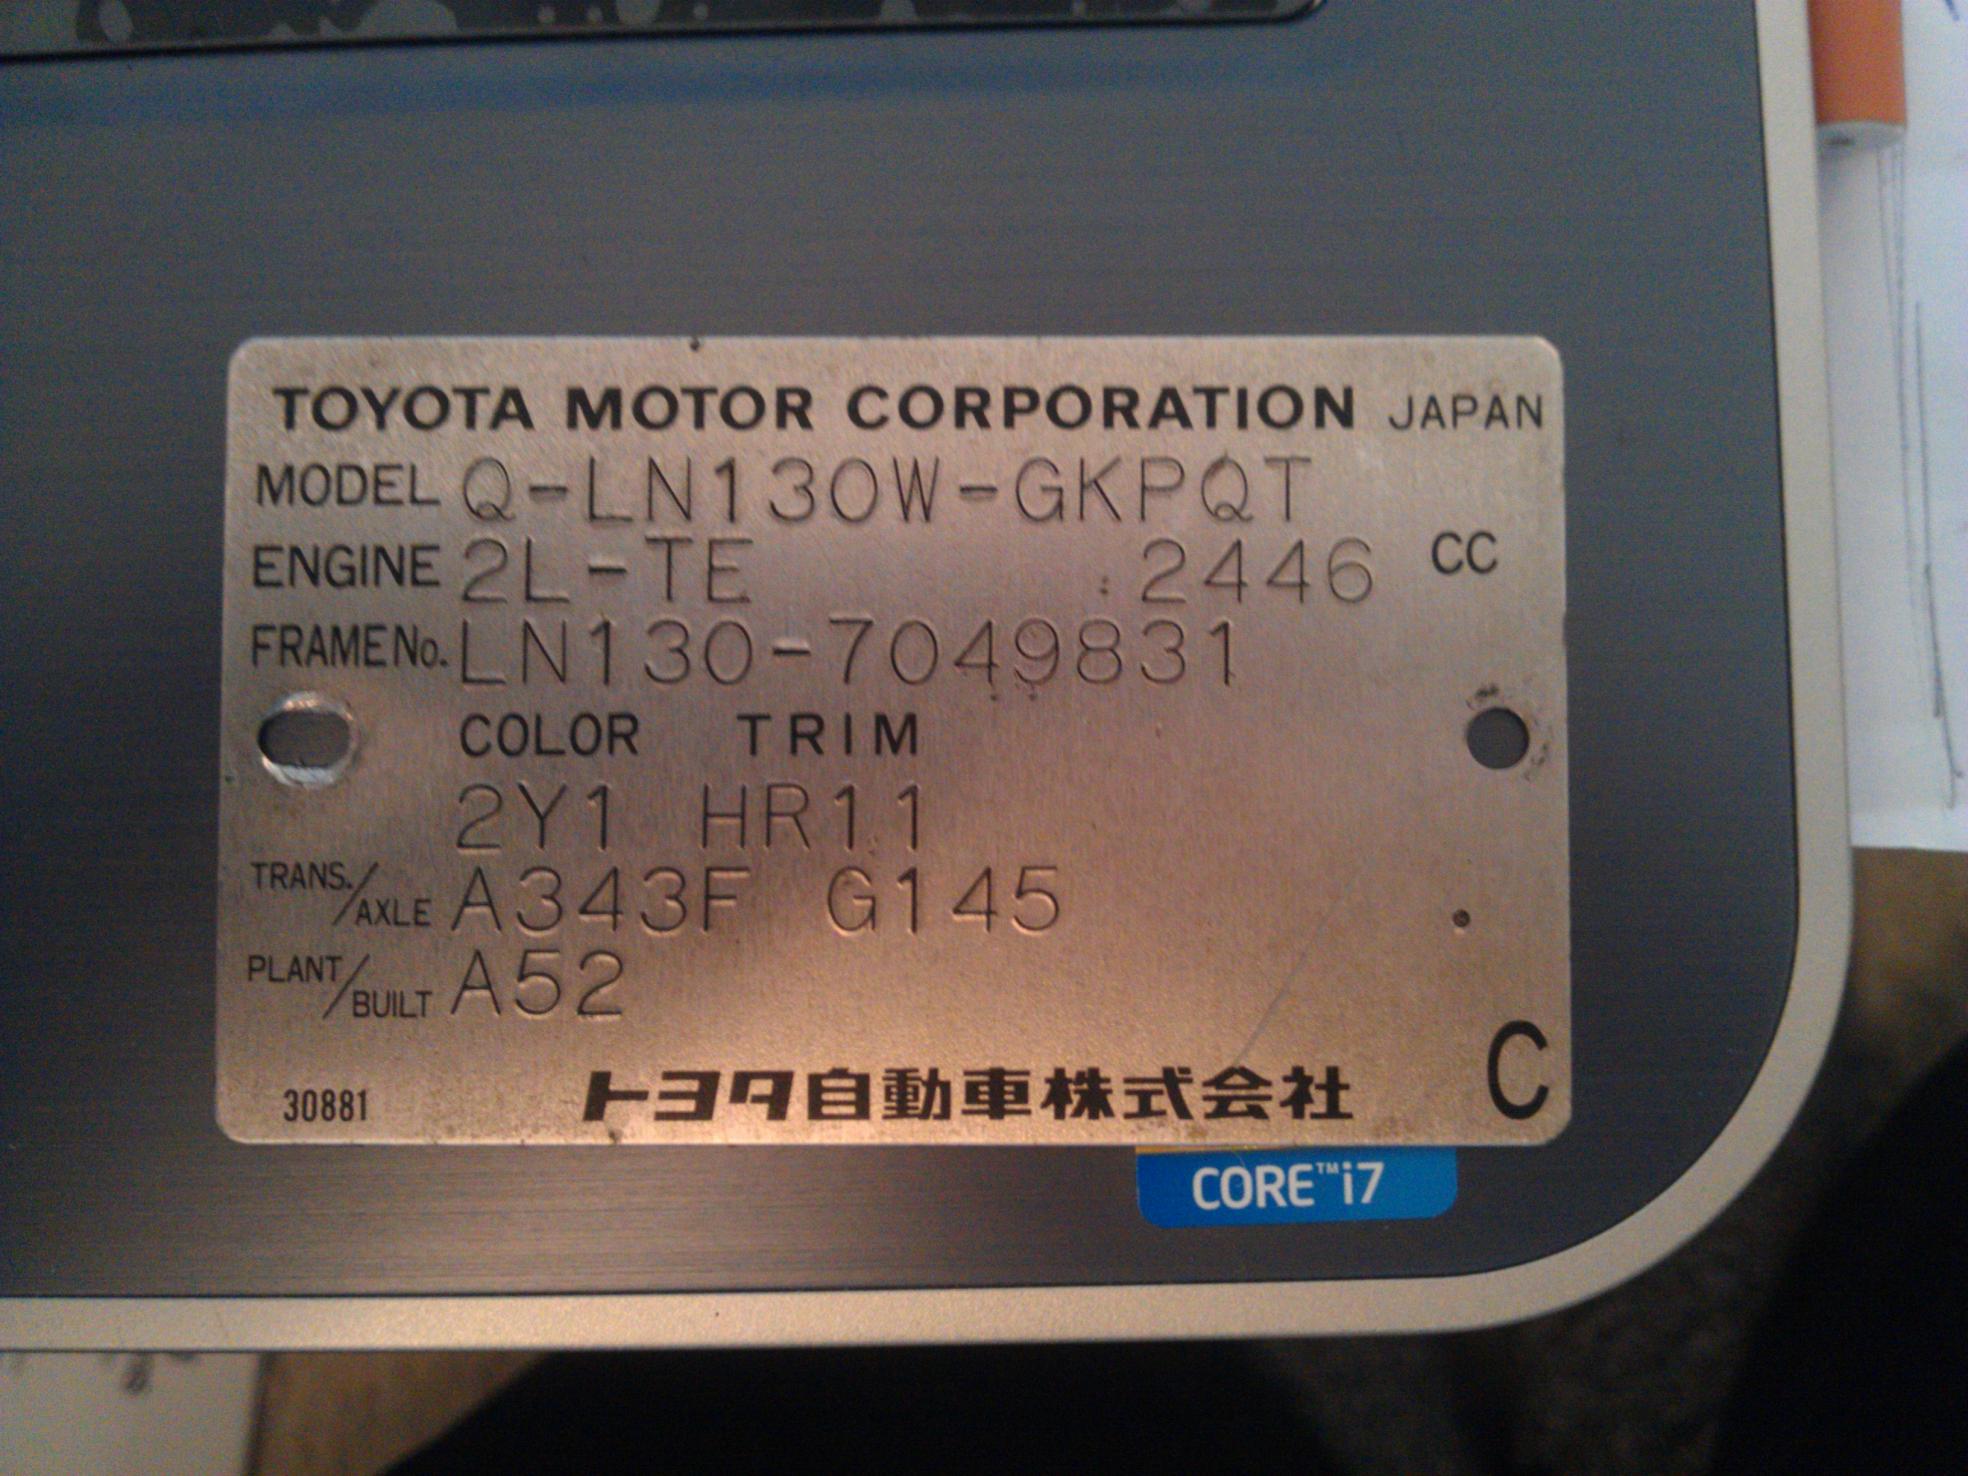 TOYOTA MOTOR CORPORATION JAPAN
MODEL Q-LN130W-GKPQT
ENGINE 2L-TE 2446 CC
FRAME No. LN130-7049831
COLOR TRIM
2Y1 HR11
TRANS./AXLE A343F G145
PLANT/BUILT A52
C
30881 トヨタ自動車株式会社
CORE™ i7